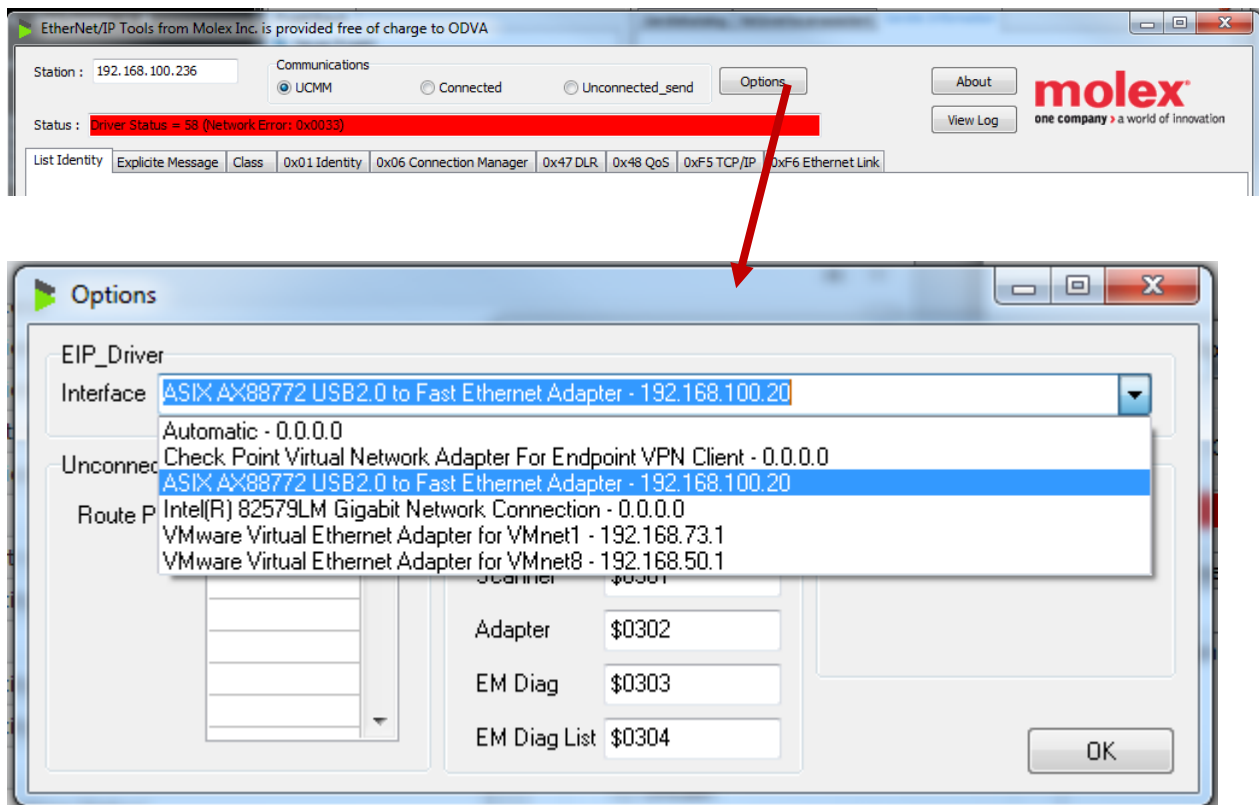 EtherNet/IP Tools from Molex Inc. is provided free of charge to ODVA
Station : 192.168.100.236
Communications
UCMM Connected Unconnected_send
Options
About
molex
one company > a world of innovation
Status : Driver Status = 58 (Network Error: 0x0033)
View Log
List Identity Explicite Message Class 0x01 Identity 0x06 Connection Manager 0x47 DLR 0x48 QoS 0xF5 TCP/IP 0xF6 Ethernet Link
Options
EIP_Driver
Interface ASIX AX88772 USB2.0 to Fast Ethernet Adapter - 192.168.100.20
Automatic - 0.0.0.0
Check Point Virtual Network Adapter For Endpoint VPN Client - 0.0.0.0
ASIX AX88772 USB2.0 to Fast Ethernet Adapter - 192.168.100.20
Intel(R) 82579LM Gigabit Network Connection - 0.0.0.0
VMware Virtual Ethernet Adapter for VMnet1 - 192.168.73.1
VMware Virtual Ethernet Adapter for VMnet8 - 192.168.50.1
Unconnec
Route P
Scanner $0301
Adapter $0302
EM Diag $0303
EM Diag List $0304
OK